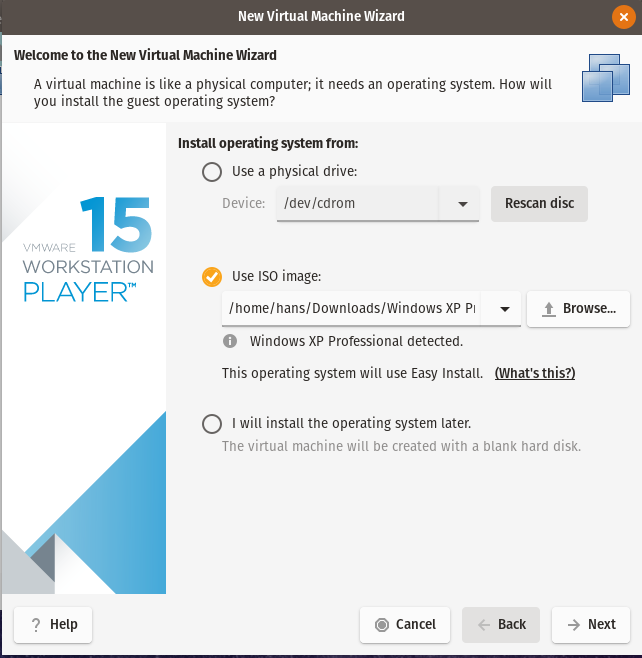 New Virtual Machine Wizard
Welcome to the New Virtual Machine Wizard
A virtual machine is like a physical computer; it needs an operating system. How will
you install the guest operating system?
Install operating system from:
Use a physical drive:
Device:
/dev/cdrom
Rescan disc
VMWARE 15
WORKSTATION
PLAYER™
Use ISO image:
/home/hans/Downloads/Windows XP
Browse...
Windows XP Professional detected.
This operating system will use Easy Install. (What's this?)
I will install the operating system later.
The virtual machine will be created with a blank hard disk.
? Help
Cancel
Back
Next